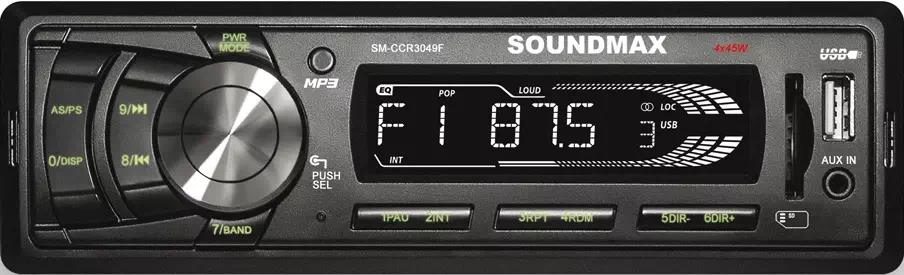 PWR
MODE
SM-CCR3049F
SOUNDMAX
4x45W
USB
MP3
EQ
POP
LOUD
AS/PS
9/
F1 87.5
LOC
3
USB
0/DISP
8/
INT
AUX IN
PUSH
SEL
7/BAND
1PAU 2INT
3RPT 4RDM
5DIR- 6DIR+
SD